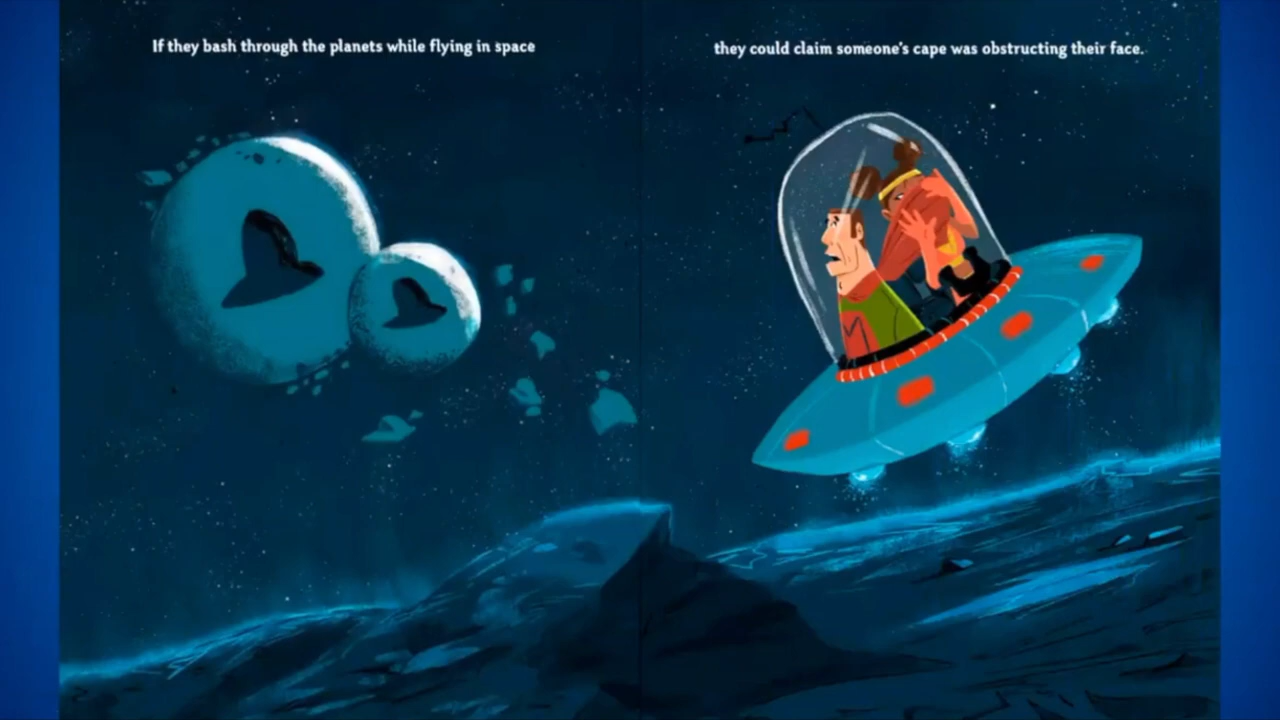 If they bash through the planets while flying in space
they could claim someone's cape was obstructing their face.